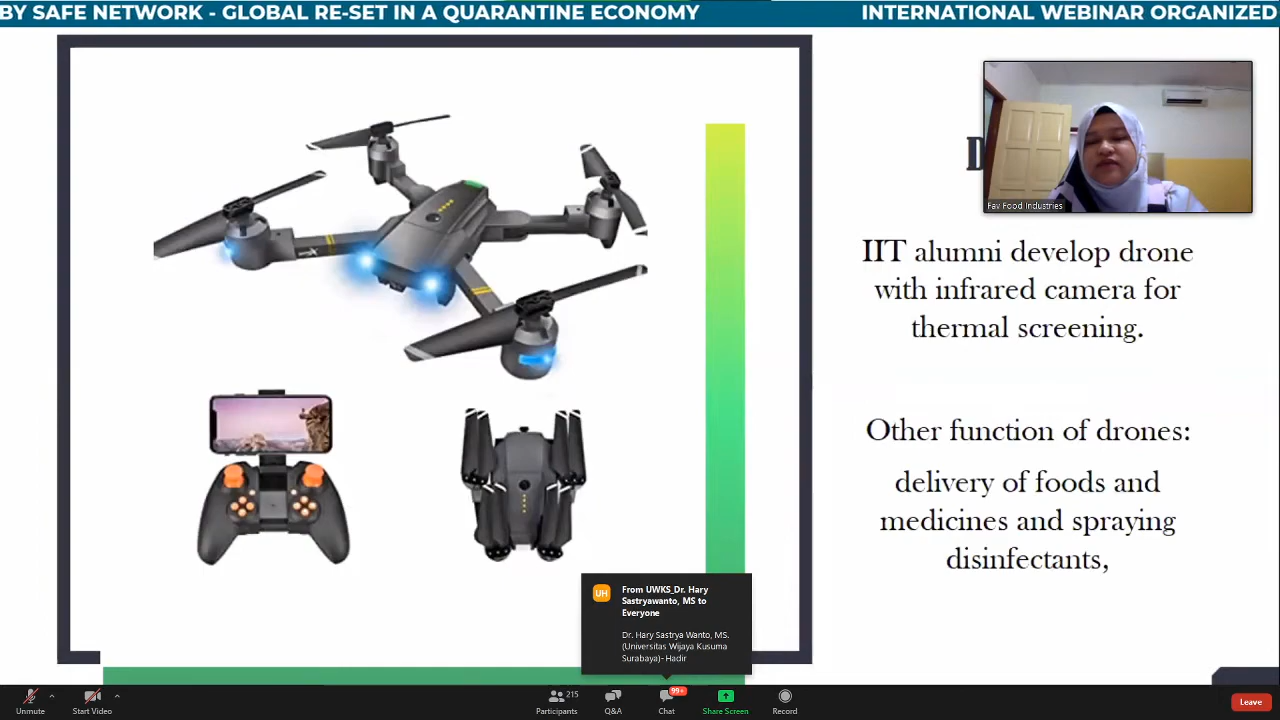 BY SAFE NETWORK - GLOBAL RE-SET IN A QUARANTINE ECONOMY
INTERNATIONAL WEBINAR ORGANIZED
Fav Food Industries
IIT alumni develop drone
with infrared camera for
thermal screening.
Other function of drones:
delivery of foods and
medicines and spraying
disinfectants,
UH
From UWKS_Dr. Hary
Sastryawanto, MS to
Everyone
Dr. Hary Sastrya Wanto, MS.
(Universitas Wijaya Kusuma
Surabaya)- Hadir
Unmute
Start Video
215
Participants
Q&A
99+
Chat
Share Screen
Record
Leave